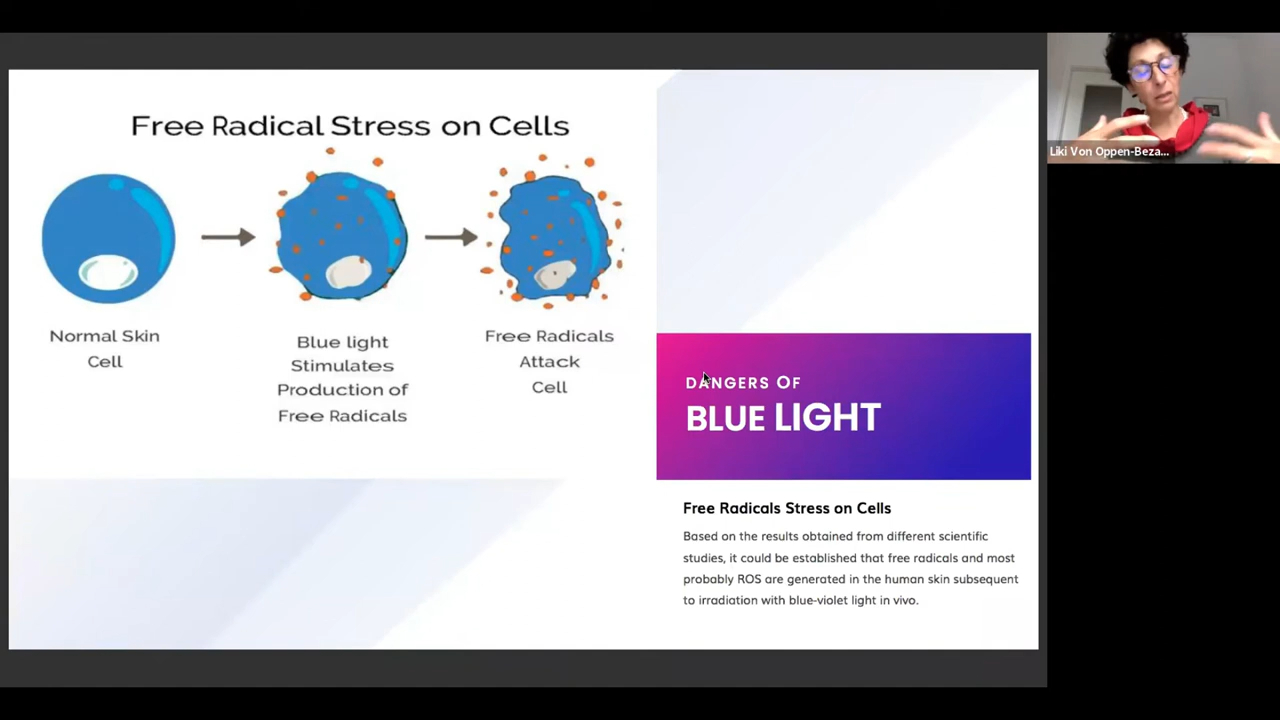 Free Radical Stress on Cells
Normal Skin
Cell
Blue light
Stimulates
Production of
Free Radicals
Free Radicals
Attack
Cell
DANGERS OF
BLUE LIGHT
Free Radicals Stress on Cells
Based on the results obtained from different scientific
studies, it could be established that free radicals and most
probably ROS are generated in the human skin subsequent
to irradiation with blue-violet light in vivo.
Liki Von Oppen-Beza...